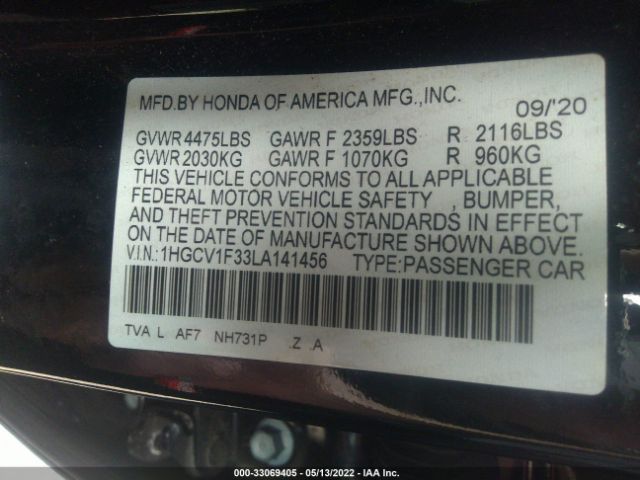 MFD.BY HONDA OF AMERICA MFG.,INC. 09/'20
GVWR 4475LBS GAWR F 2359LBS R 2116LBS
GVWR 2030KG GAWR F 1070KG R 960KG
THIS VEHICLE CONFORMS TO ALL APPLICABLE
FEDERAL MOTOR VEHICLE SAFETY , BUMPER,
AND THEFT PREVENTION STANDARDS IN EFFECT
ON THE DATE OF MANUFACTURE SHOWN ABOVE.
V.I.N.:1HGCV1F33LA141456 TYPE:PASSENGER CAR
TVA L AF7 NH731P Z A
000-33069405 - 05/13/2022 - IAA Inc.